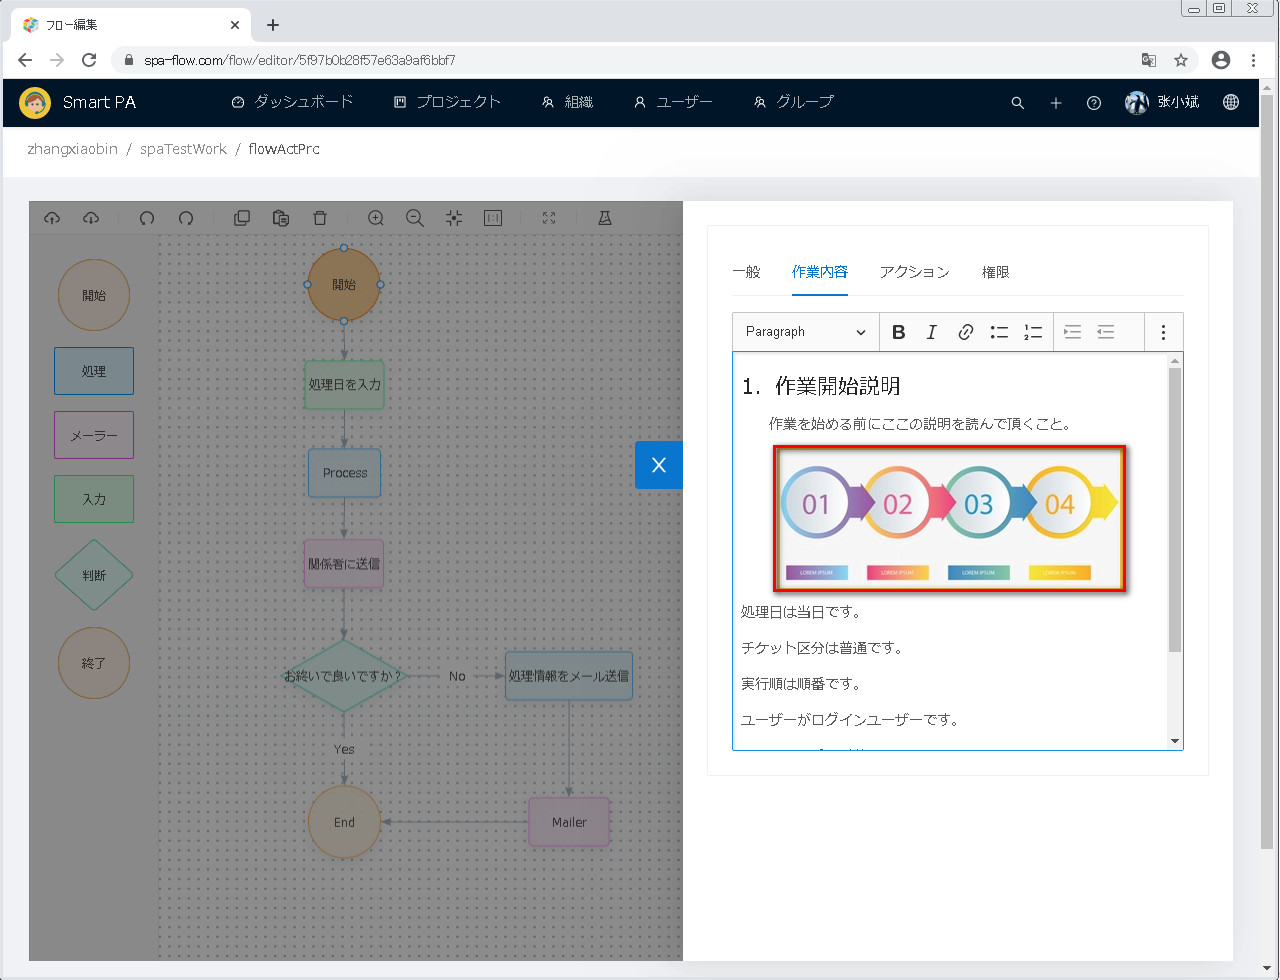 フロー編集
spa-flow.com/flow/editor/5f97b0b28f57e63a9af6bbf7
Smart PA
ダッシュボード
プロジェクト
組織
ユーザー
グループ
张小斌
zhangxiaobin / spaTestWork / flowActPrc
開始
処理
メーラー
入力
判断
終了
開始
処理日を入力
Process
関係者に送信
お終いで良いですか？
No
処理情報をメール送信
Yes
End
Mailer
X
一般
作業内容
アクション
権限
Paragraph
B I
1. 作業開始説明
作業を始める前にここの説明を読んで頂くこと。
01 02 03 04
LOREM IPSUM LOREM IPSUM LOREM IPSUM LOREM IPSUM
処理日は当日です。
チケット区分は普通です。
実行順は順番です。
ユーザーがログインユーザーです。